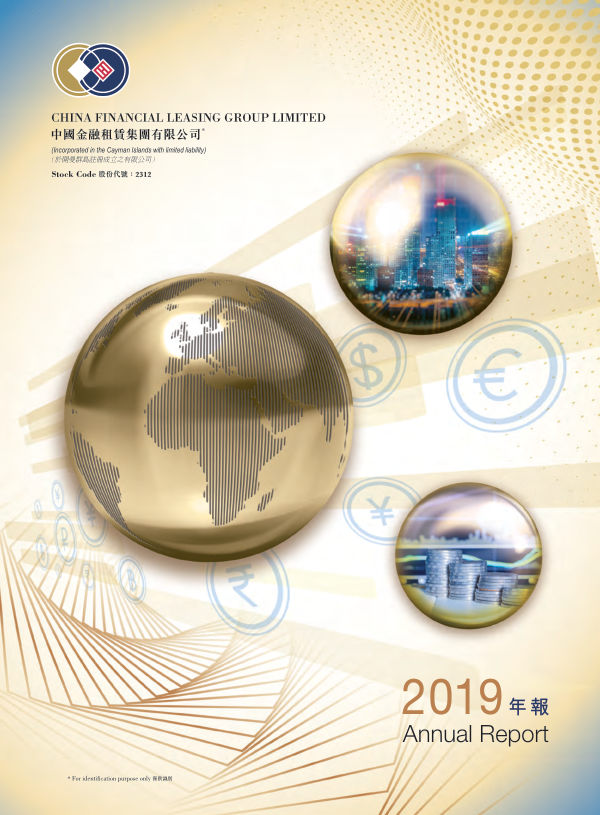 CHINA FINANCIAL LEASING GROUP LIMITED
中國金融租賃集團有限公司*
(Incorporated in the Cayman Islands with limited liability)
(於開曼群島註冊成立之有限公司)
Stock Code 股份代號：2312
$
€
¥
¥
₹
2019 年報
Annual Report
* For identification purpose only 僅供識別